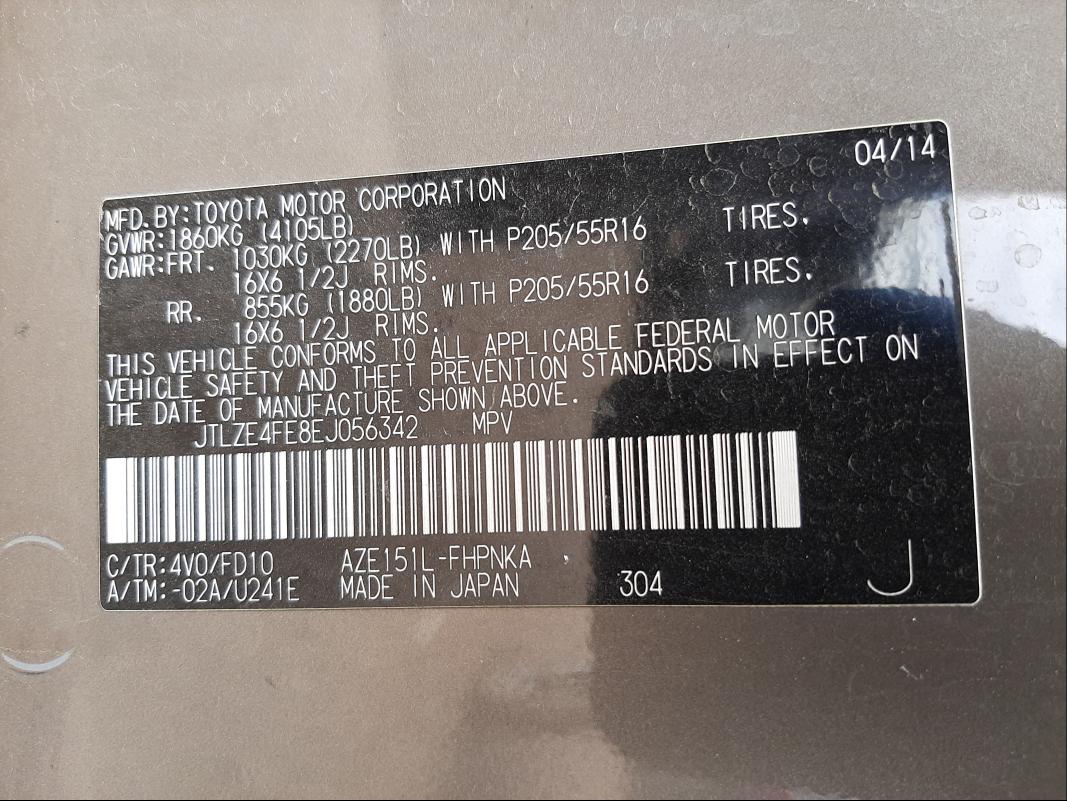 04/14
MFD. BY: TOYOTA MOTOR CORPORATION
GVWR: 1860KG (4105LB)
GAWR: FRT. 1030KG (2270LB) WITH P205/55R16 TIRES.
16X6 1/2J RIMS.
RR. 855KG (1880LB) WITH P205/55R16 TIRES.
16X6 1/2J RIMS.
THIS VEHICLE CONFORMS TO ALL APPLICABLE FEDERAL MOTOR
VEHICLE SAFETY AND THEFT PREVENTION STANDARDS IN EFFECT ON
THE DATE OF MANUFACTURE SHOWN ABOVE.
JTLZE4FE8EJ056342 MPV
C/TR: 4V0/FD10 AZE151L-FHPNKA
A/TM: -02A/U241E MADE IN JAPAN 304 J